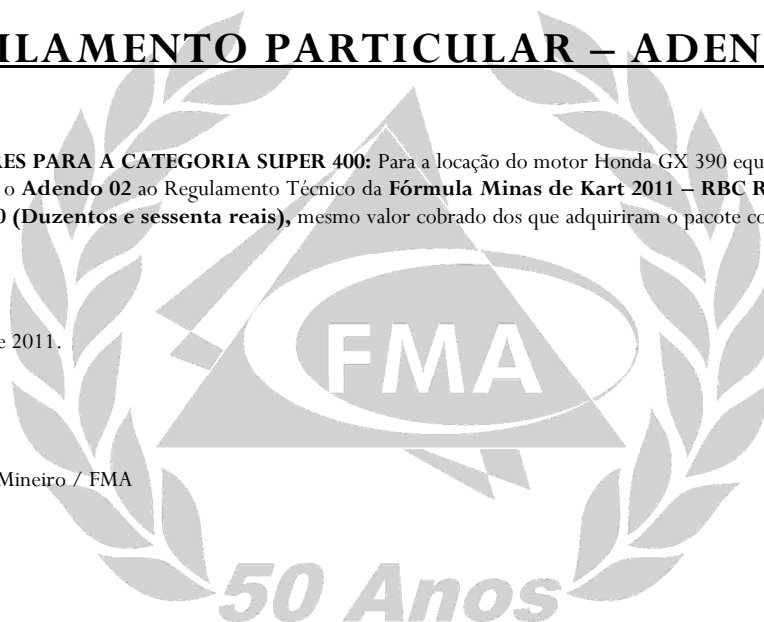 ULAMENTO PARTICULAR – ADEN
RES PARA A CATEGORIA SUPER 400: Para a locação do motor Honda GX 390 equ
o Adendo 02 ao Regulamento Técnico da Fórmula Minas de Kart 2011 – RBC R
0 (Duzentos e sessenta reais), mesmo valor cobrado dos que adquiriram o pacote co
e 2011.
FMA
Mineiro / FMA
50 Anos